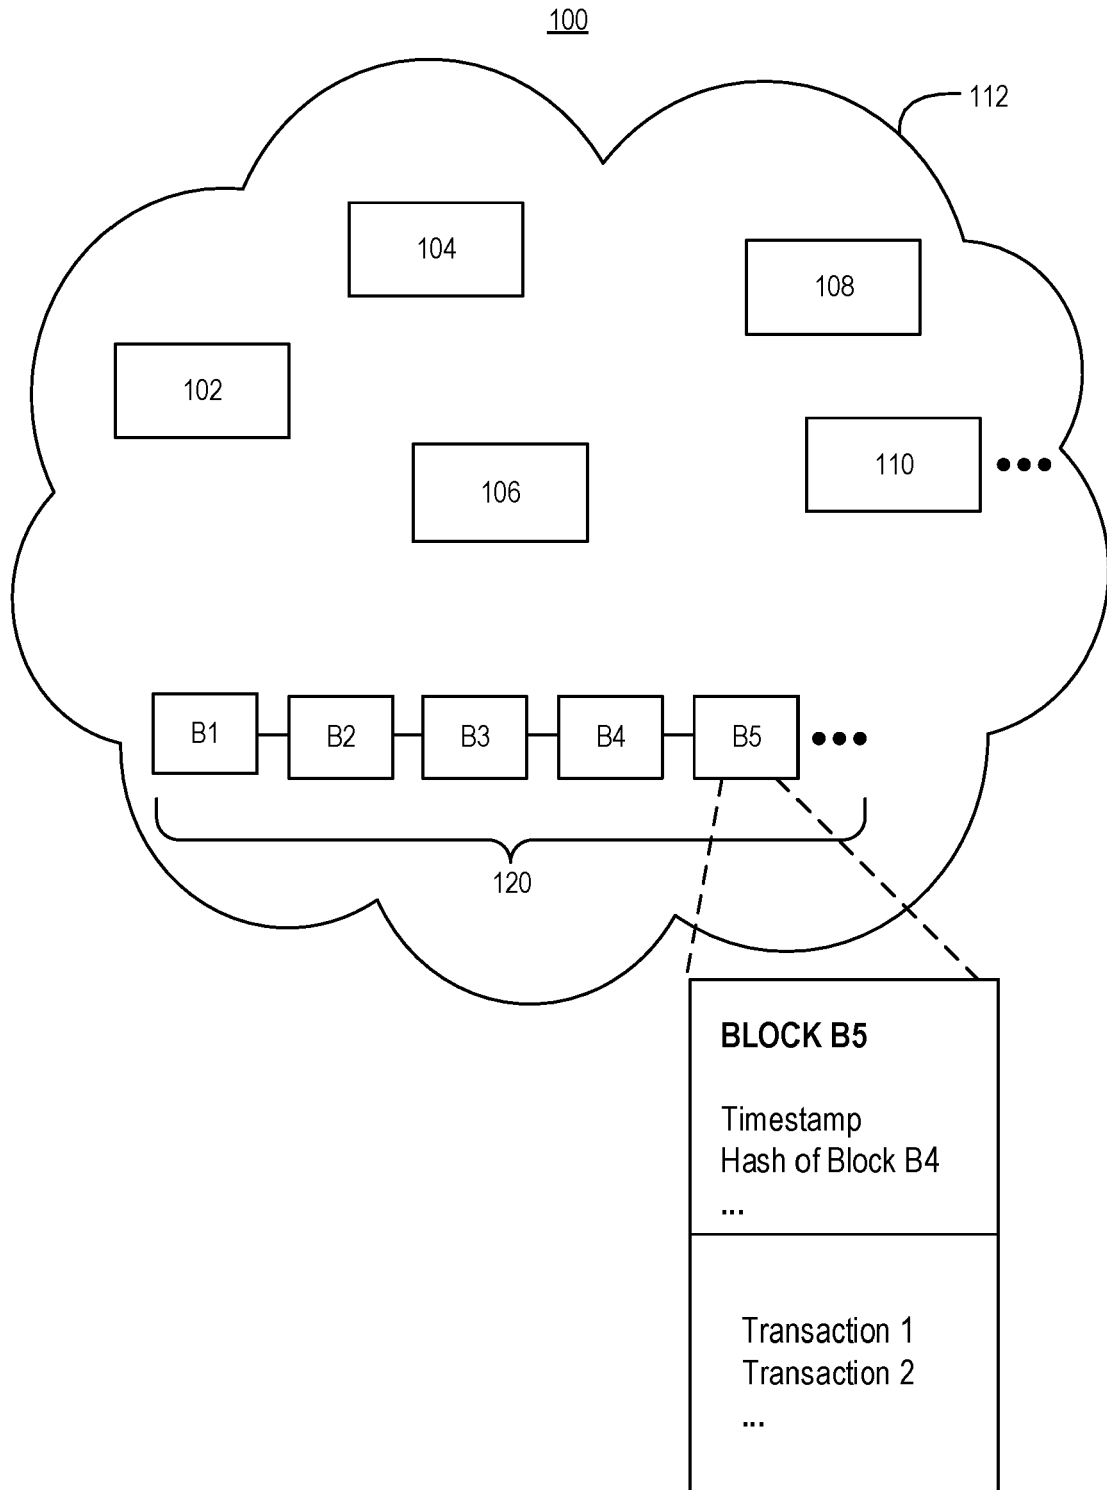 100
112
104
108
102
110
106
B1 B2 B3 B4 B5
120
BLOCK B5
Timestamp
Hash of Block B4
...
Transaction 1
Transaction 2
...